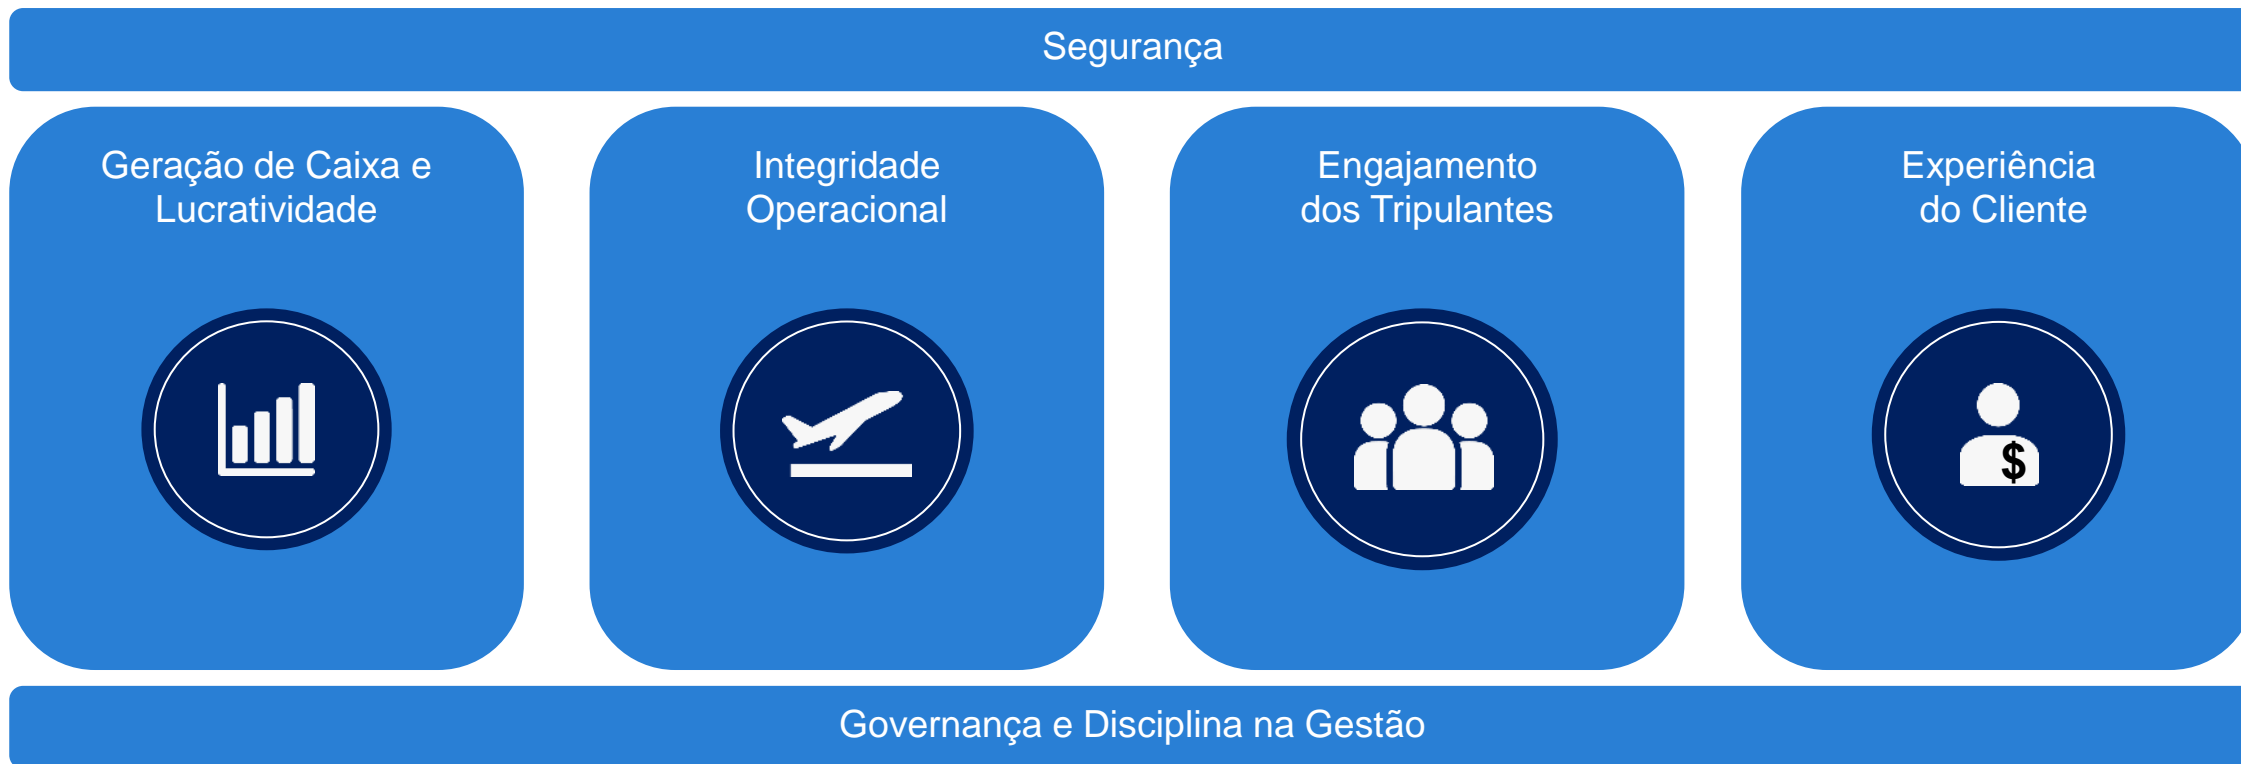 Segurança
Geração de Caixa e
Lucratividade
Integridade
Operacional
Engajamento
dos Tripulantes
Experiência
do Cliente
$
Governança e Disciplina na Gestão